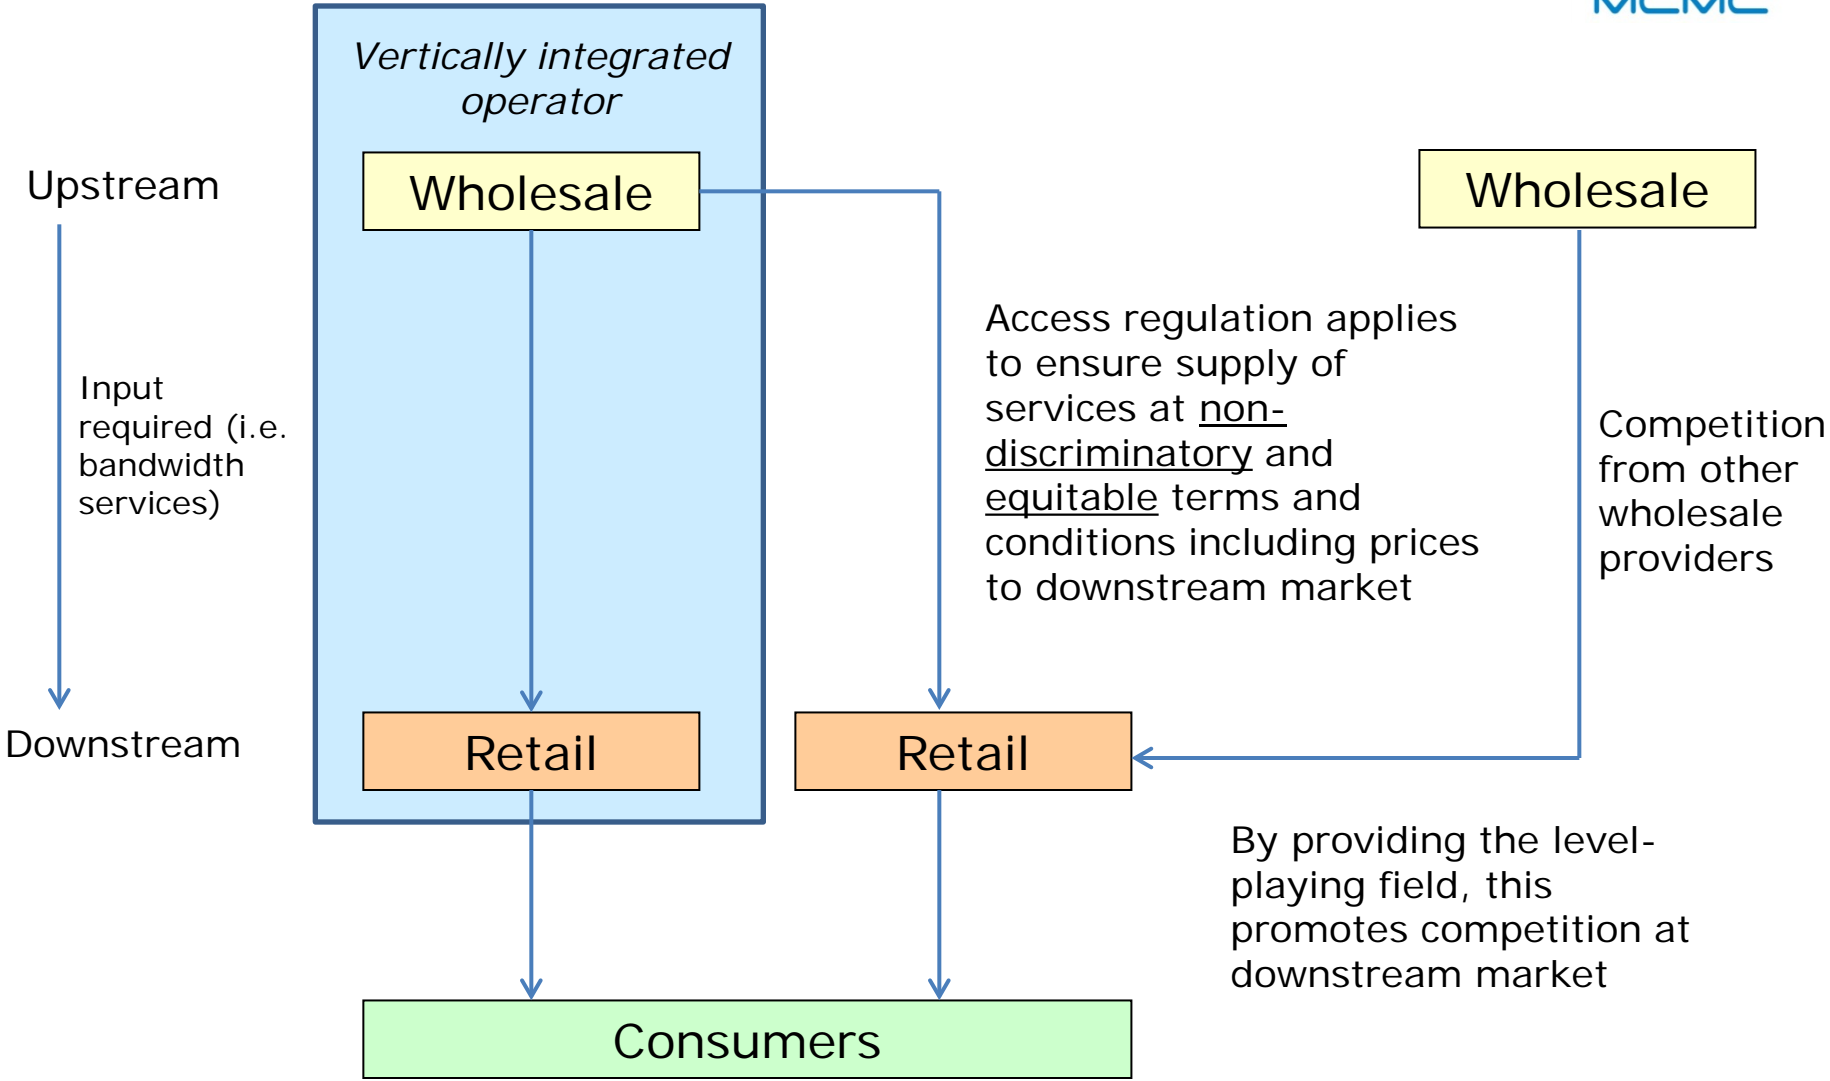 MCMC
Vertically integrated
operator
Upstream
Wholesale
Wholesale
Input
required (i.e.
bandwidth
services)
Access regulation applies
to ensure supply of
services at non-
discriminatory and
equitable terms and
conditions including prices
to downstream market
Competition
from other
wholesale
providers
Downstream
Retail
Retail
By providing the level-
playing field, this
promotes competition at
downstream market
Consumers